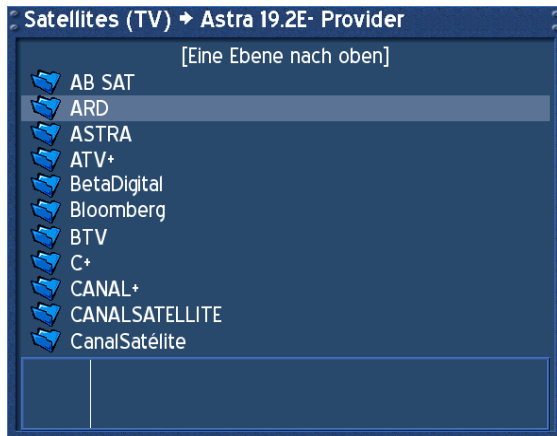 Satellites (TV) → Astra 19.2E- Provider
[Eine Ebene nach oben]
AB SAT
ARD
ASTRA
ATV+
BetaDigital
Bloomberg
BTV
C+
CANAL+
CANALSATELLITE
CanalSatélite